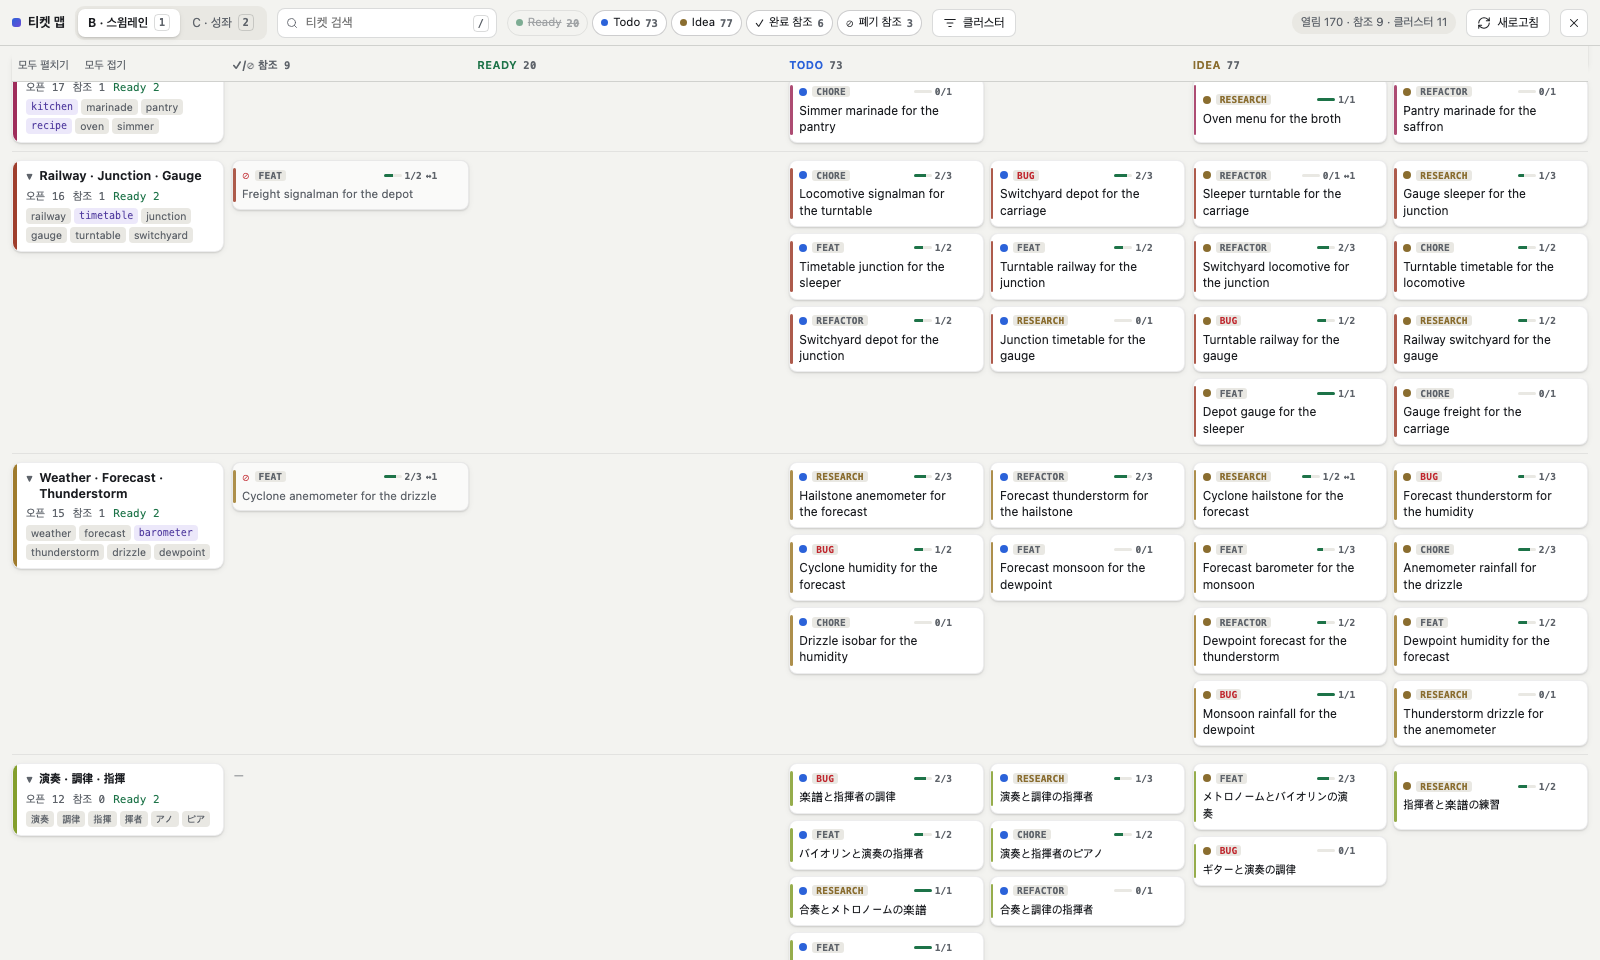 티켓 맵
B · 스윔레인 1
C · 성좌 2
티켓 검색 /
Ready 20
Todo 73
Idea 77
✓ 완료 참조 6
⊘ 폐기 참조 3
클러스터
열림 170 · 참조 9 · 클러스터 11
새로고침 ×
모두 펼치기 모두 접기
✓/⊘ 참조 9
READY 20
TODO 73
IDEA 77
오픈 17 참조 1 Ready 2
kitchen marinade pantry
recipe oven simmer
CHORE 0/1
Simmer marinade for the
pantry
RESEARCH 1/1
Oven menu for the broth
REFACTOR 0/1
Pantry marinade for the
saffron
▼ Railway · Junction · Gauge
오픈 16 참조 1 Ready 2
railway timetable junction
gauge turntable switchyard
⊘ FEAT 1/2 ↔1
Freight signalman for the depot
CHORE 2/3
Locomotive signalman for
the turntable
BUG 2/3
Switchyard depot for the
carriage
REFACTOR 0/1 ↔1
Sleeper turntable for the
carriage
RESEARCH 1/3
Gauge sleeper for the
junction
FEAT 1/2
Timetable junction for the
sleeper
FEAT 1/2
Turntable railway for the
junction
REFACTOR 2/3
Switchyard locomotive for
the junction
CHORE 1/2
Turntable timetable for the
locomotive
REFACTOR 1/2
Switchyard depot for the
junction
RESEARCH 0/1
Junction timetable for the
gauge
BUG 1/2
Turntable railway for the
gauge
RESEARCH 1/2
Railway switchyard for the
gauge
FEAT 1/1
Depot gauge for the
sleeper
CHORE 0/1
Gauge freight for the
carriage
▼ Weather · Forecast ·
Thunderstorm
오픈 15 참조 1 Ready 2
weather forecast barometer
thunderstorm drizzle dewpoint
⊘ FEAT 2/3 ↔1
Cyclone anemometer for the drizzle
RESEARCH 2/3
Hailstone anemometer for
the forecast
REFACTOR 2/3
Forecast thunderstorm for
the hailstone
RESEARCH 1/2 ↔1
Cyclone hailstone for the
forecast
BUG 1/3
Forecast thunderstorm for
the humidity
BUG 1/2
Cyclone humidity for the
forecast
FEAT 0/1
Forecast monsoon for the
dewpoint
FEAT 1/3
Forecast barometer for the
monsoon
CHORE 2/3
Anemometer rainfall for
the drizzle
CHORE 0/1
Drizzle isobar for the
humidity
REFACTOR 1/2
Dewpoint forecast for the
thunderstorm
FEAT 1/2
Dewpoint humidity for the
forecast
BUG 1/1
Monsoon rainfall for the
dewpoint
RESEARCH 0/1
Thunderstorm drizzle for
the anemometer
▼ 演奏 · 調律 · 指揮
오픈 12 참조 0 Ready 2
演奏 調律 指揮 揮者 アノ ピア
—
BUG 2/3
楽譜と指揮者の調律
RESEARCH 1/3
演奏と調律の指揮者
FEAT 2/3
メトロノームとバイオリンの演
奏
RESEARCH 1/2
指揮者と楽譜の練習
FEAT 1/2
バイオリンと演奏の指揮者
CHORE 1/2
演奏と指揮者のピアノ
BUG 0/1
ギターと演奏の調律
RESEARCH 1/1
合奏とメトロノームの楽譜
REFACTOR 0/1
合奏と調律の指揮者
FEAT 1/1